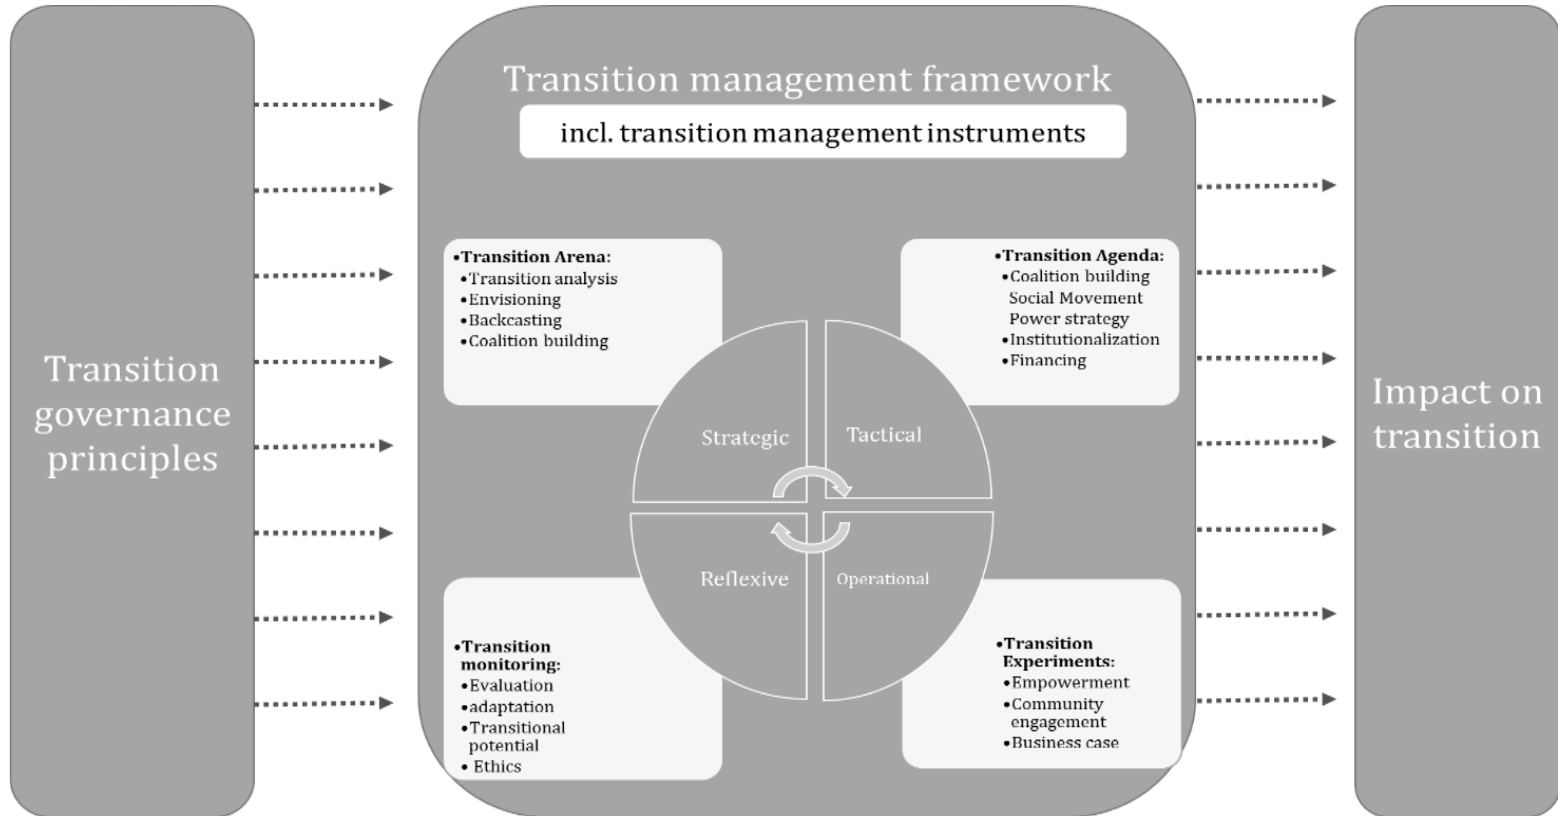 Transition
governance
principles
Transition management framework
incl. transition management instruments
•Transition Arena:
•Transition analysis
•Envisioning
•Backcasting
•Coalition building
•Transition Agenda:
•Coalition building
Social Movement
Power strategy
•Institutionalization
•Financing
Strategic
Tactical
Reflexive
Operational
•Transition
monitoring:
•Evaluation
•adaptation
•Transitional
potential
• Ethics
•Transition
Experiments:
•Empowerment
•Community
engagement
•Business case
Impact on
transition